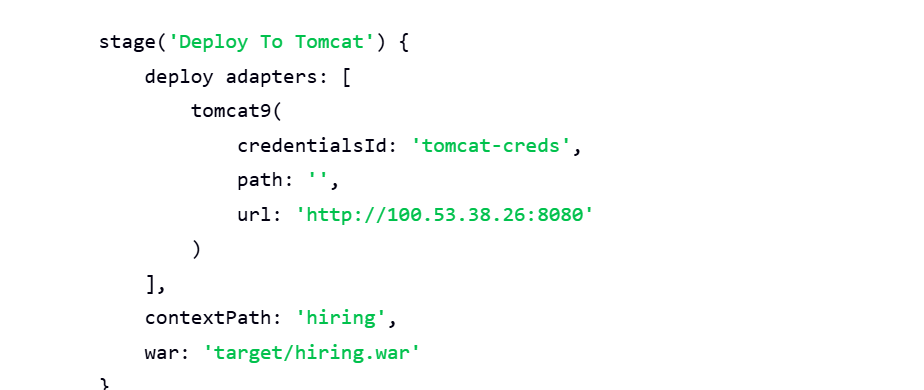 stage('Deploy To Tomcat') {
deploy adapters: [
tomcat9(
credentialsId: 'tomcat-creds',
path: '',
url: 'http://100.53.38.26:8080'
)
],
contextPath: 'hiring',
war: 'target/hiring.war'
}